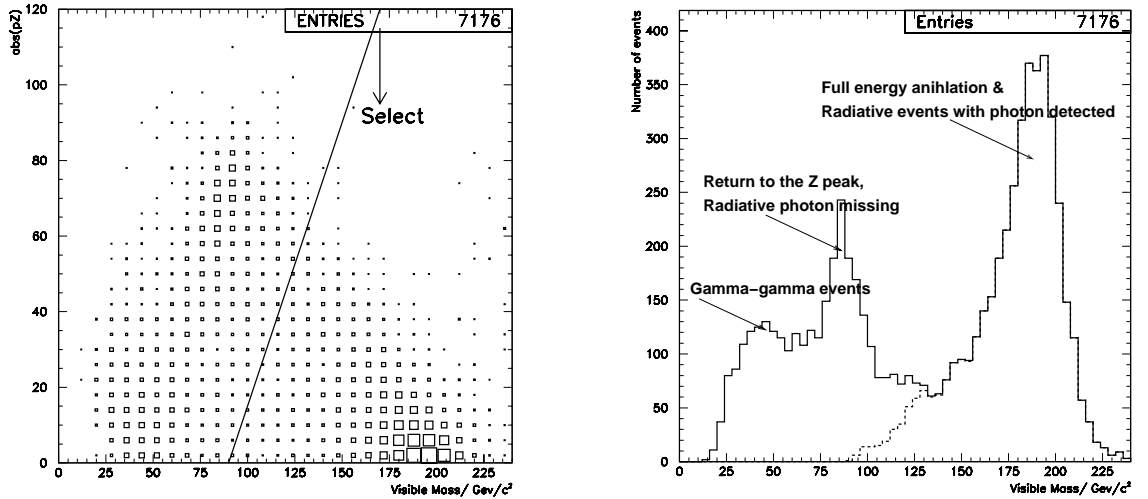 ENTRIES 7176
abs(pZ)
120
100
80
60
40
20
0
Select
0 25 50 75 100 125 150 175 200 225
Visible Mass/ Gev/c²
Entries 7176
Number of events
400
350
300
250
200
150
100
50
0
Full energy anihlation &
Radiative events with photon detected
Return to the Z peak,
Radiative photon missing
Gamma−gamma events
0 25 50 75 100 125 150 175 200 225
Visible Mass/ Gev/c²